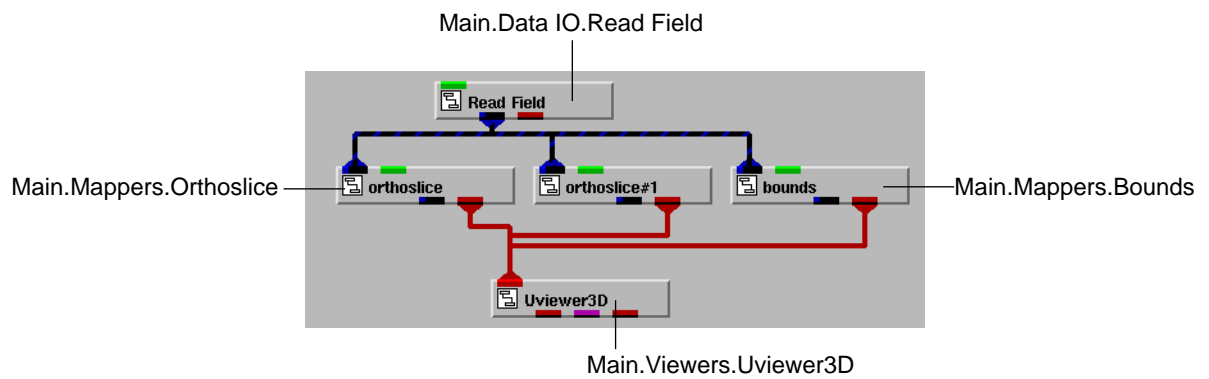 Main.Data IO.Read Field
Read Field
Main.Mappers.Orthoslice
orthoslice
orthoslice#1
bounds
Main.Mappers.Bounds
Uviewer3D
Main.Viewers.Uviewer3D